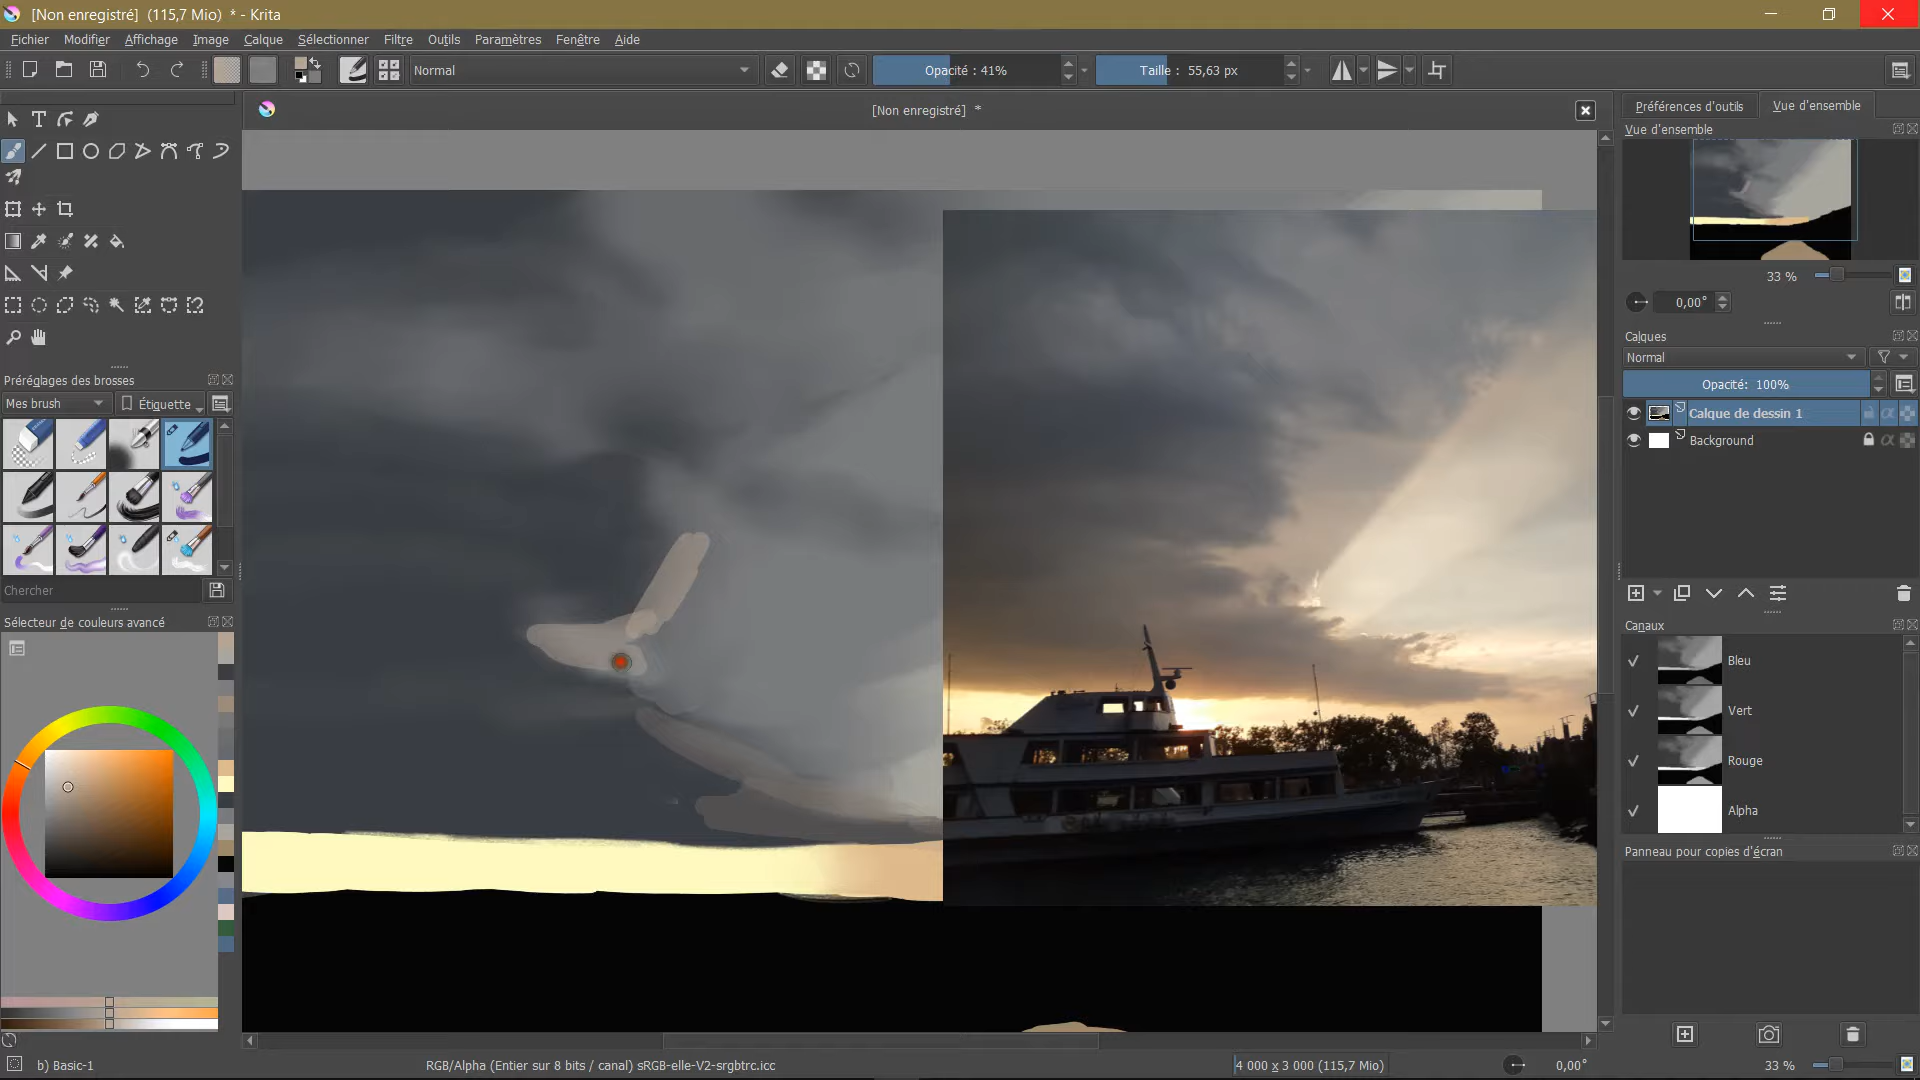 [Non enregistré]  (115,7 Mio)  * - Krita
Fichier Modifier Affichage Image Calque Sélectionner Filtre Outils Paramètres Fenêtre Aide
Normal Opacité : 41% Taille : 55,63 px
[Non enregistré] *
Préférences d'outils Vue d'ensemble
Vue d'ensemble
33 %
0,00°
Calques
Normal
Opacité: 100%
Calque de dessin 1
Background
Canaux
Bleu
Vert
Rouge
Alpha
Panneau pour copies d'écran
Préréglages des brosses
Mes brush Étiquette
Chercher
Sélecteur de couleurs avancé
b) Basic-1 RGB/Alpha (Entier sur 8 bits / canal) sRGB-elle-V2-srgbtrc.icc 4 000 x 3 000 (115,7 Mio) 0,00° 33 %